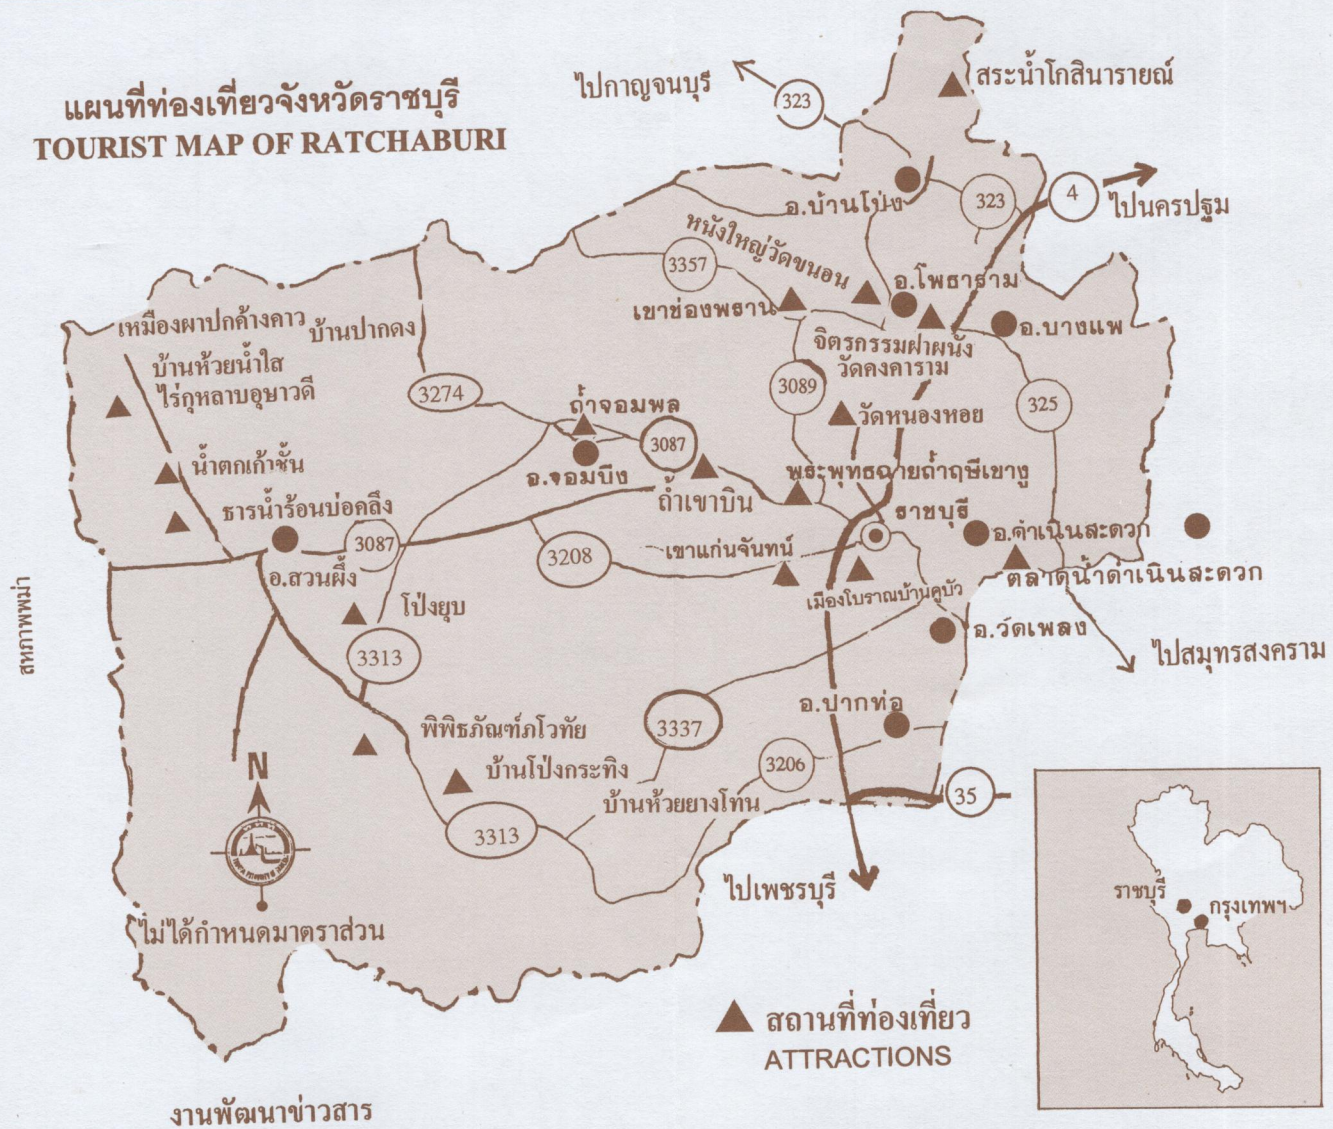 แผนที่ท่องเที่ยวจังหวัดราชบุรี
TOURIST MAP OF RATCHABURI
ไปกาญจนบุรี
323
สระน้ำโกสินารายณ์
อ.บ้านโป่ง
323
4
ไปนครปฐม
หนังใหญ่วัดขนอน
3357
อ.โพธาราม
เขาช่องพราน
อ.บางแพ
เหมืองผาปกค้างคาว
บ้านปากดง
จิตรกรรมฝาผนัง
วัดคงคาราม
บ้านห้วยน้ำใส
ไร่กุหลาบอุษาวดี
3274
3089
325
ถ้ำจอมพล
วัดหนองหอย
3087
น้ำตกเก้าชั้น
อ.จอมบึง
ถ้ำเขาบิน
พระพุทธฉายถ้ำฤษีเขางู
ธารน้ำร้อนบ่อคลึง
ราชบุรี
3087
3208
เขาแก่นจันทน์
อ.ดำเนินสะดวก
อ.สวนผึ้ง
ตลาดน้ำดำเนินสะดวก
โป่งยุบ
เมืองโบราณบ้านคูบัว
อ.วัดเพลง
สหภาพพม่า
3313
ไปสมุทรสงคราม
พิพิธภัณฑ์ภโวทัย
3337
อ.ปากท่อ
บ้านโป่งกระทิง
3206
N
บ้านห้วยยางโทน
35
3313
ไปเพชรบุรี
ราชบุรี
กรุงเทพฯ
ไม่ได้กำหนดมาตราส่วน
สถานที่ท่องเที่ยว
ATTRACTIONS
งานพัฒนาข่าวสาร